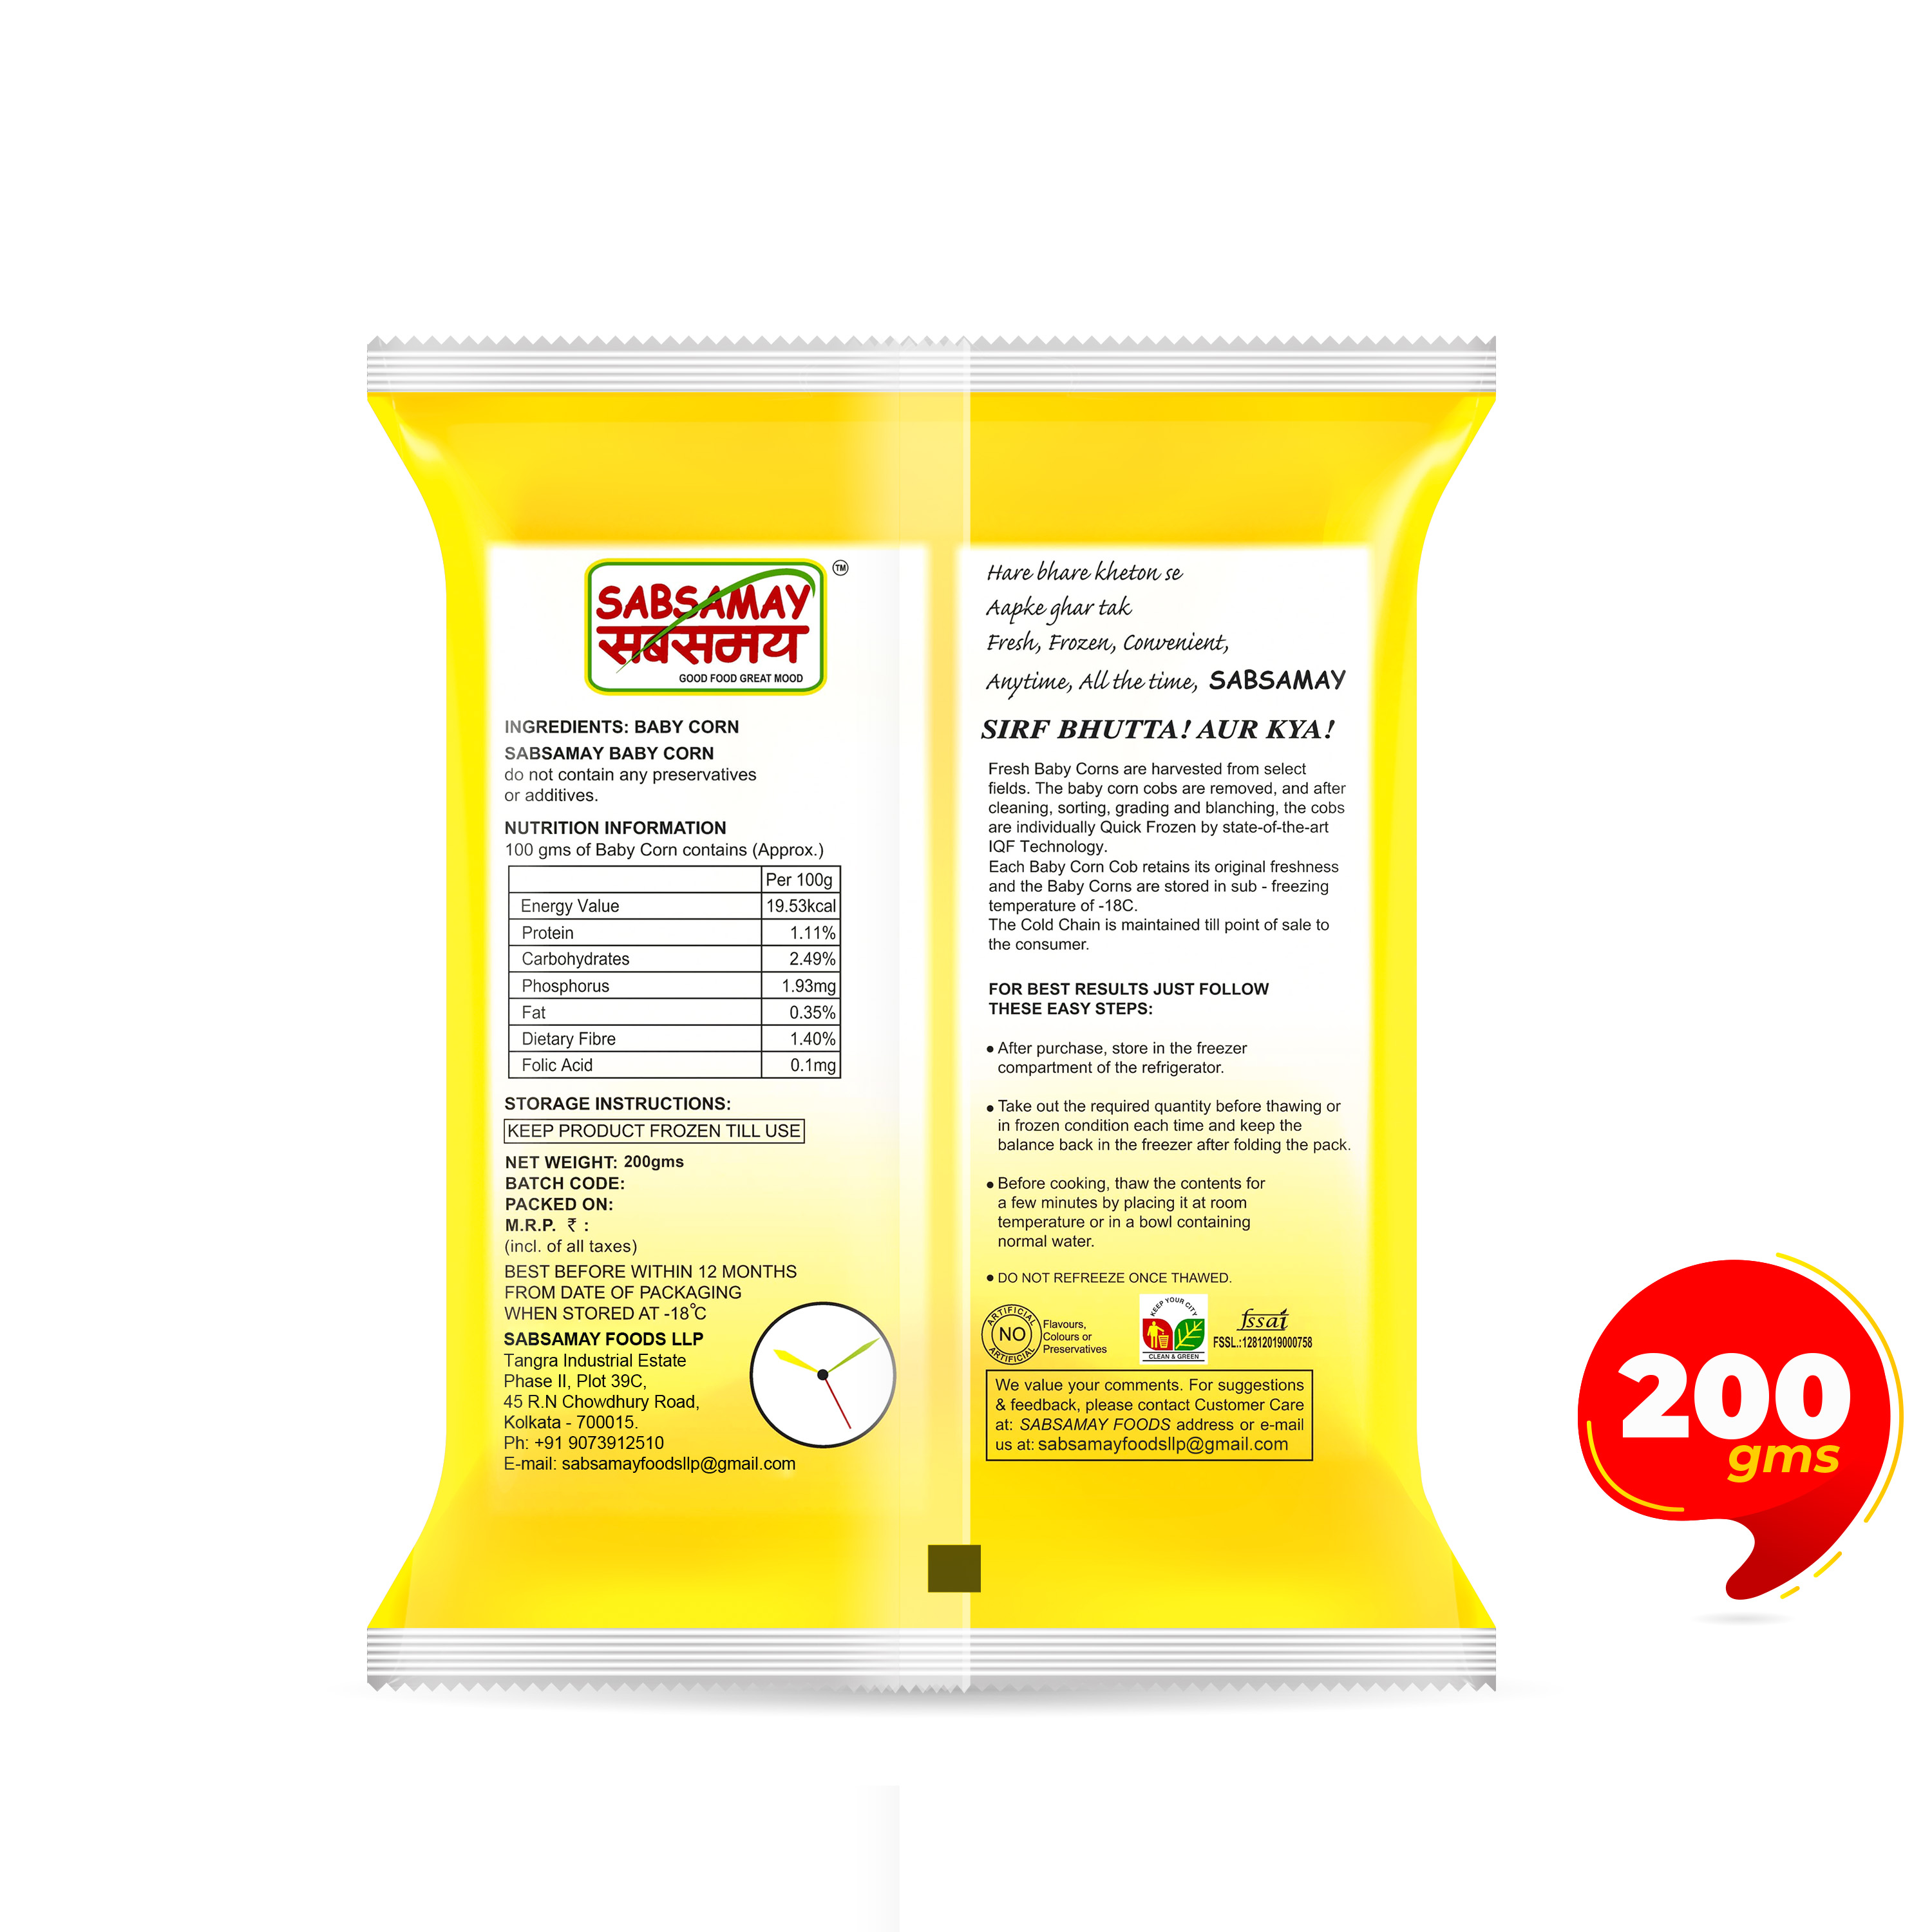 SABSAMAY
TM
सबसमय
GOOD FOOD GREAT MOOD
INGREDIENTS: BABY CORN
SABSAMAY BABY CORN
do not contain any preservatives
or additives.
NUTRITION INFORMATION
100 gms of Baby Corn contains (Approx.)
Per 100g
Energy Value 19.53kcal
Protein 1.11%
Carbohydrates 2.49%
Phosphorus 1.93mg
Fat 0.35%
Dietary Fibre 1.40%
Folic Acid 0.1mg
STORAGE INSTRUCTIONS:
KEEP PRODUCT FROZEN TILL USE
NET WEIGHT: 200gms
BATCH CODE:
PACKED ON:
M.R.P. ₹ :
(incl. of all taxes)
BEST BEFORE WITHIN 12 MONTHS
FROM DATE OF PACKAGING
WHEN STORED AT -18°C
SABSAMAY FOODS LLP
Tangra Industrial Estate
Phase II, Plot 39C,
45 R.N Chowdhury Road,
Kolkata - 700015.
Ph: +91 9073912510
E-mail: sabsamayfoodsllp@gmail.com
Hare bhare kheton se
Aapke ghar tak
Fresh, Frozen, Convenient,
Anytime, All the time, SABSAMAY
SIRF BHUTTA! AUR KYA!
Fresh Baby Corns are harvested from select
fields. The baby corn cobs are removed, and after
cleaning, sorting, grading and blanching, the cobs
are individually Quick Frozen by state-of-the-art
IQF Technology.
Each Baby Corn Cob retains its original freshness
and the Baby Corns are stored in sub - freezing
temperature of -18C.
The Cold Chain is maintained till point of sale to
the consumer.
FOR BEST RESULTS JUST FOLLOW
THESE EASY STEPS:
• After purchase, store in the freezer
compartment of the refrigerator.
• Take out the required quantity before thawing or
in frozen condition each time and keep the
balance back in the freezer after folding the pack.
• Before cooking, thaw the contents for
a few minutes by placing it at room
temperature or in a bowl containing
normal water.
• DO NOT REFREEZE ONCE THAWED.
ARTIFICIAL
NO
ARTIFICIAL
Flavours,
Colours or
Preservatives
KEEP YOUR CITY
CLEAN & GREEN
fssai
FSSL.:12812019000758
We value your comments. For suggestions
& feedback, please contact Customer Care
at: SABSAMAY FOODS address or e-mail
us at: sabsamayfoodsllp@gmail.com
200
gms